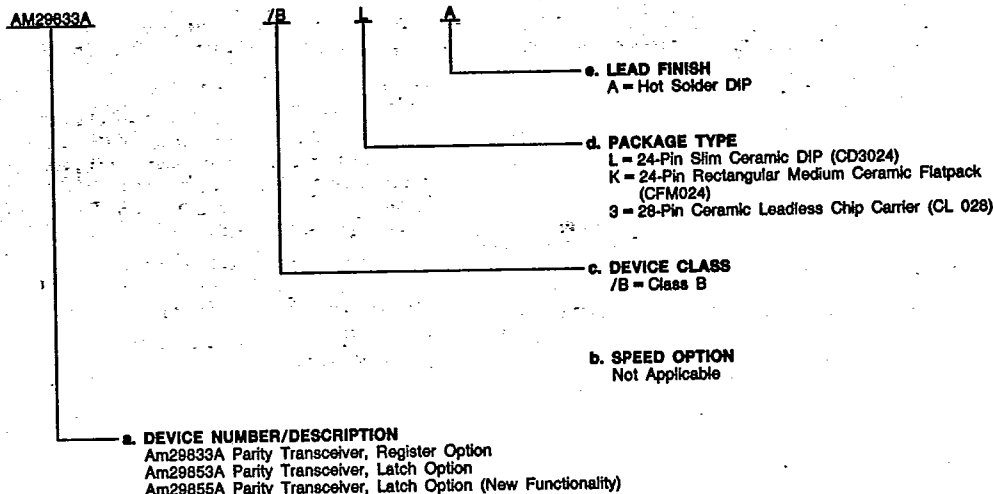 AM29833A /B L A
e. LEAD FINISH
A = Hot Solder DIP
d. PACKAGE TYPE
L = 24-Pin Slim Ceramic DIP (CD3024)
K = 24-Pin Rectangular Medium Ceramic Flatpack
(CFM024)
3 = 28-Pin Ceramic Leadless Chip Carrier (CL 028)
c. DEVICE CLASS
/B = Class B
b. SPEED OPTION
Not Applicable
a. DEVICE NUMBER/DESCRIPTION
Am29833A Parity Transceiver, Register Option
Am29853A Parity Transceiver, Latch Option
Am29855A Parity Transceiver, Latch Option (New Functionality)